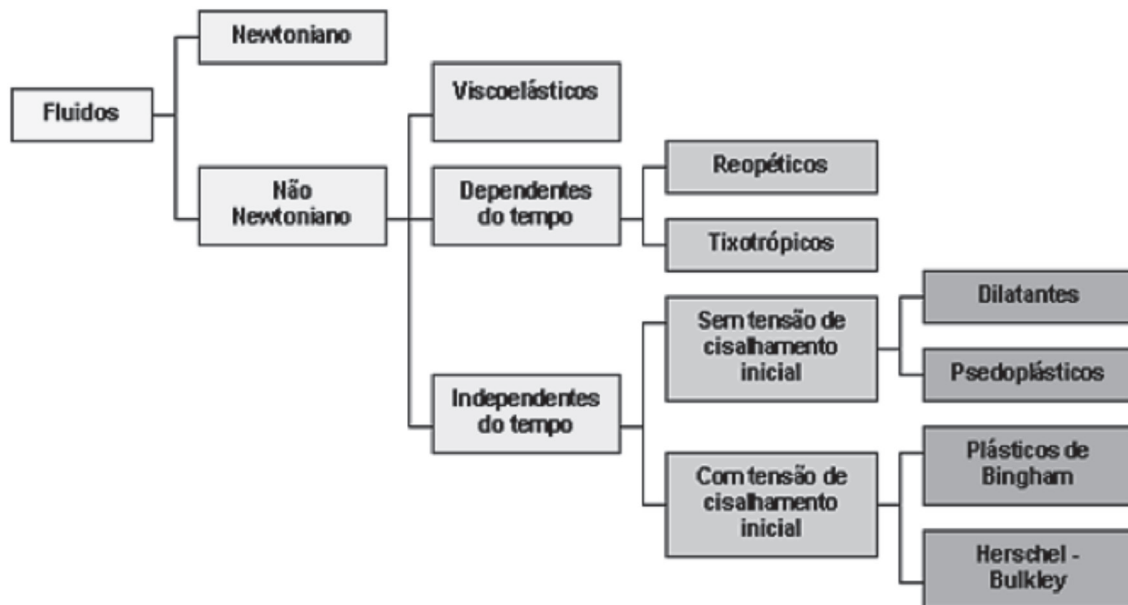 Fluidos
Newtoniano
Não
Newtoniano
Viscoelásticos
Dependentes
do tempo
Reopéticos
Tixotrópicos
Independentes
do tempo
Sem tensão de
cisalhamento
inicial
Dilatantes
Psedoplásticos
Com tensão de
cisalhamento
inicial
Plásticos de
Bingham
Herschel -
Bulkley